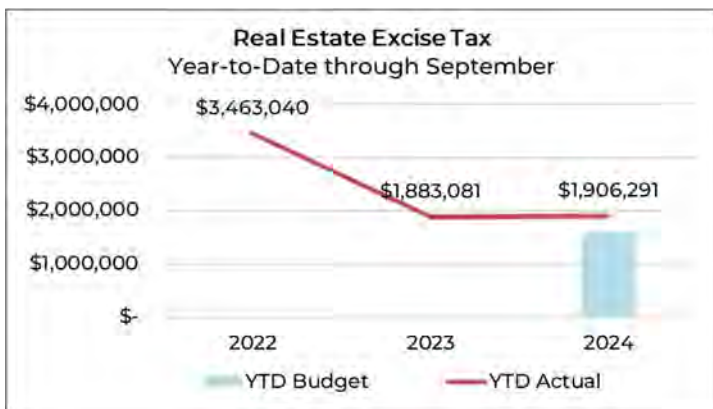 Real Estate Excise Tax
Year-to-Date through September
$4,000,000
$3,463,040
$3,000,000
$1,883,081
$1,906,291
$2,000,000
$1,000,000
$-
2022 2023 2024
YTD Budget YTD Actual